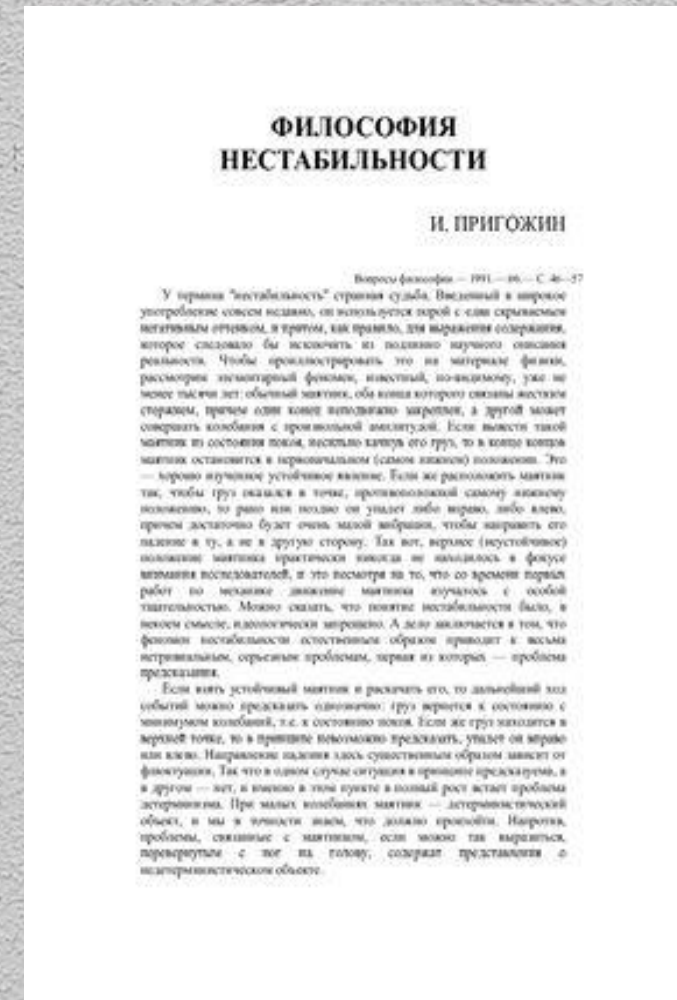 ФИЛОСОФИЯ
НЕСТАБИЛЬНОСТИ
И. ПРИГОЖИН
Вопросы философии. — 1991. — №6. — С. 46—57
У термина "нестабильность" странная судьба. Введенный в широкое
употребление совсем недавно, он используется порой с едва скрываемым
негативным оттенком, и притом, как правило, для выражения содержания,
которое следовало бы исключить из подлинно научного описания
реальности. Чтобы проиллюстрировать это на материале физики,
рассмотрим элементарный феномен, известный, по-видимому, уже не
менее тысячи лет: обычный маятник, оба конца которого связаны жестким
стержнем, причем один конец неподвижно закреплен, а другой может
совершать колебания с произвольной амплитудой. Если вывести такой
маятник из состояния покоя, несильно качнув его груз, то в конце концов
маятник остановится в первоначальном (самом нижнем) положении. Это
— хорошо изученное устойчивое явление. Если же расположить маятник
так, чтобы груз оказался в точке, противоположной самому нижнему
положению, то рано или поздно он упадет либо вправо, либо влево,
причем достаточно будет очень малой вибрации, чтобы направить его
падение в ту, а не в другую сторону. Так вот, верхнее (неустойчивое)
положение маятника практически никогда не находилось в фокусе
внимания исследователей, и это несмотря на то, что со времени первых
работ по механике движение маятника изучалось с особой
тщательностью. Можно сказать, что понятие нестабильности было, в
некоем смысле, идеологически запрещено. А дело заключается в том, что
феномен нестабильности естественным образом приводит к весьма
нетривиальным, серьезным проблемам, первая из которых — проблема
предсказания.
Если взять устойчивый маятник и раскачать его, то дальнейший ход
событий можно предсказать однозначно: груз вернется к состоянию с
минимумом колебаний, т.е. к состоянию покоя. Если же груз находится в
верхней точке, то в принципе невозможно предсказать, упадет он вправо
или влево. Направление падения здесь существенным образом зависит от
флюктуации. Так что в одном случае ситуация в принципе предсказуема, а
в другом — нет, и именно в этом пункте в полный рост встает проблема
детерминизма. При малых колебаниях маятник — детерминистический
объект, и мы в точности знаем, что должно произойти. Напротив,
проблемы, связанные с маятником, если можно так выразиться,
перевернутым с ног на голову, содержат представления о
недетерминистическом объекте.